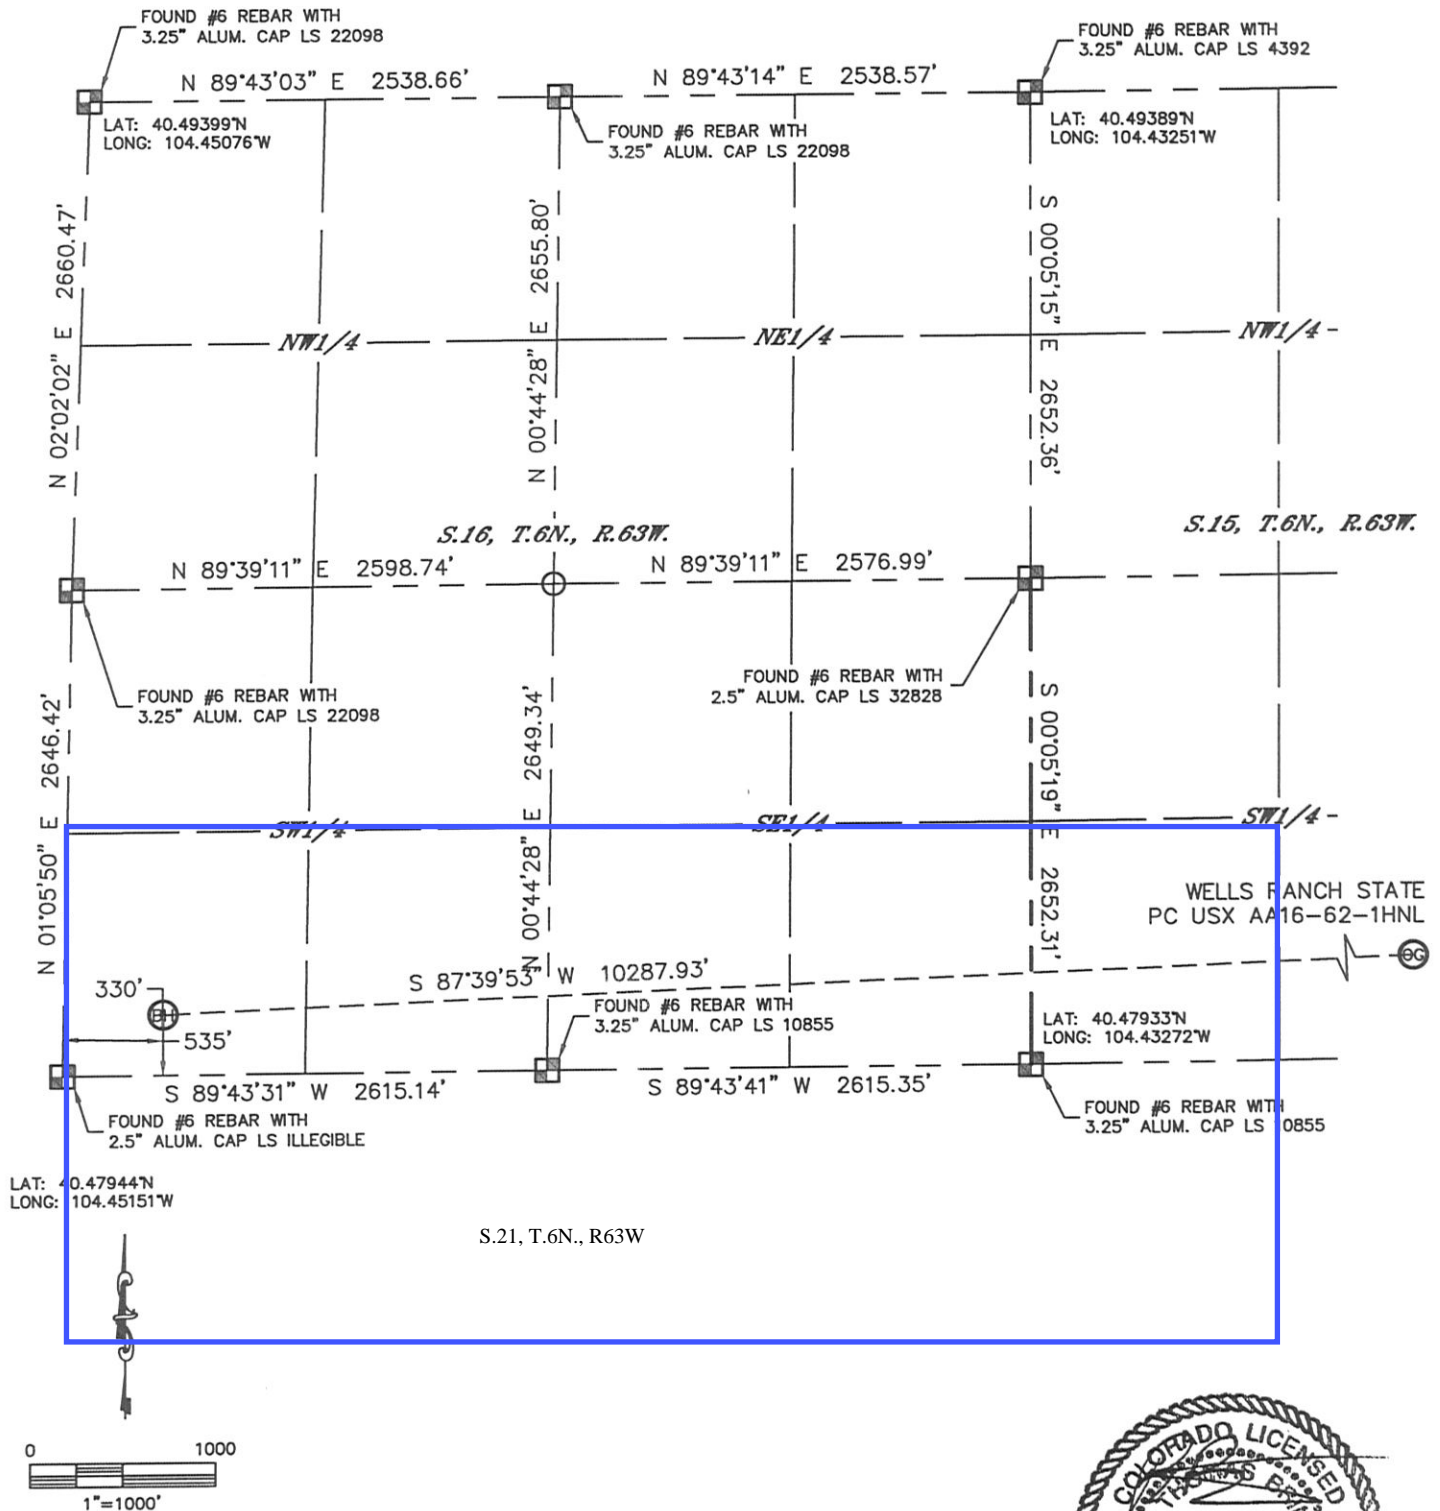 FOUND #6 REBAR WITH
3.25" ALUM. CAP LS 22098
FOUND #6 REBAR WITH
3.25" ALUM. CAP LS 4392
N 89°43'03" E 2538.66'
N 89°43'14" E 2538.57'
LAT: 40.49399°N
LONG: 104.45076°W
FOUND #6 REBAR WITH
3.25" ALUM. CAP LS 22098
LAT: 40.49389°N
LONG: 104.43251°W
N 02°02'02" E 2660.47'
N 00°44'28" E 2655.80'
S 00°05'15" E 2652.36'
NW1/4
NE1/4
NW1/4
S.16, T.6N., R.63W.
S.15, T.6N., R.63W.
N 89°39'11" E 2598.74'
N 89°39'11" E 2576.99'
FOUND #6 REBAR WITH
3.25" ALUM. CAP LS 22098
FOUND #6 REBAR WITH
2.5" ALUM. CAP LS 32828
N 01°05'50" E 2646.42'
N 00°44'28" E 2649.34'
S 00°05'19" E 2652.31'
SW1/4
SE1/4
SW1/4
WELLS RANCH STATE
PC USX AA16-62-1HNL
OG
S 87°39'53" W 10287.93'
330'
BH
535'
FOUND #6 REBAR WITH
3.25" ALUM. CAP LS 10855
LAT: 40.47933°N
LONG: 104.43272°W
S 89°43'31" W 2615.14'
S 89°43'41" W 2615.35'
FOUND #6 REBAR WITH
2.5" ALUM. CAP LS ILLEGIBLE
FOUND #6 REBAR WITH
3.25" ALUM. CAP LS 10855
LAT: 40.47944°N
LONG: 104.45151°W
S.21, T.6N., R63W
0 1000
1"=1000'
COLORADO LICENSED
THOMAS